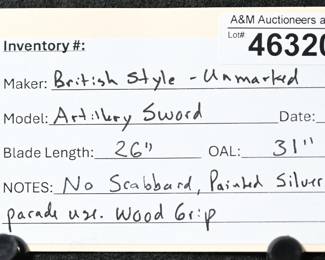 A&M Auctioneers a
Inventory #:
Lot# 46320
Maker: British Style - Unmarked
Model: Artillery Sword Date:
Blade Length: 26" OAL: 31"
NOTES: No Scabbard, Painted Silver
parade use. Wood Grip